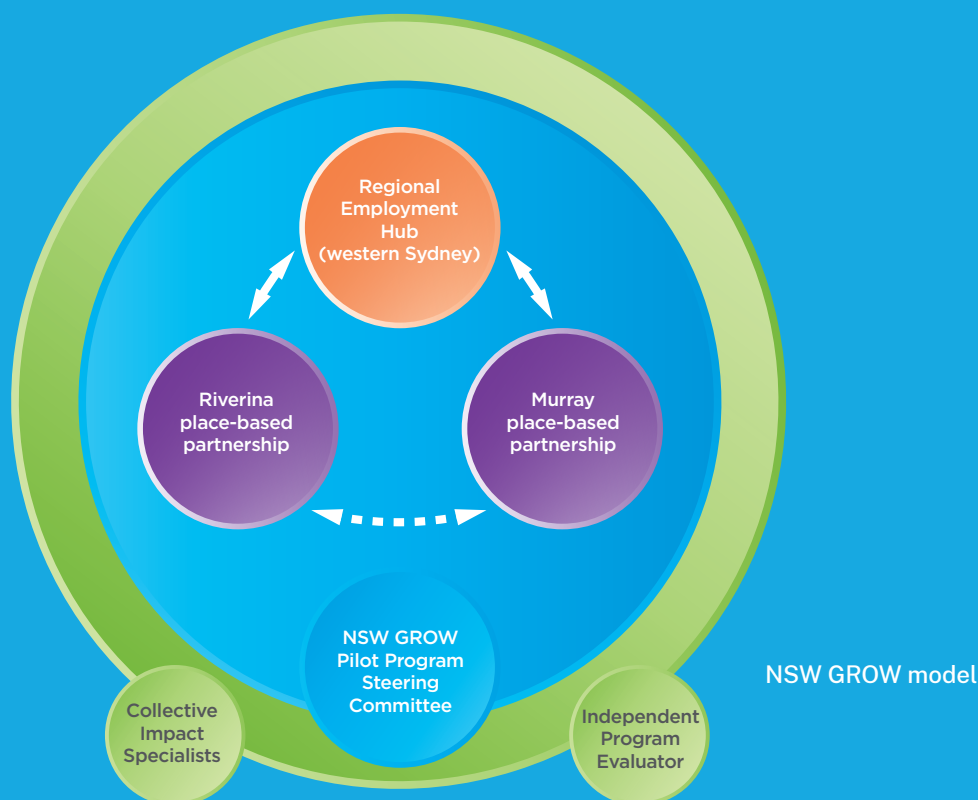 Regional
Employment
Hub
(western Sydney)
Riverina
place-based
partnership
Murray
place-based
partnership
NSW GROW
Pilot Program
Steering
Committee
NSW GROW model
Collective
Impact
Specialists
Independent
Program
Evaluator